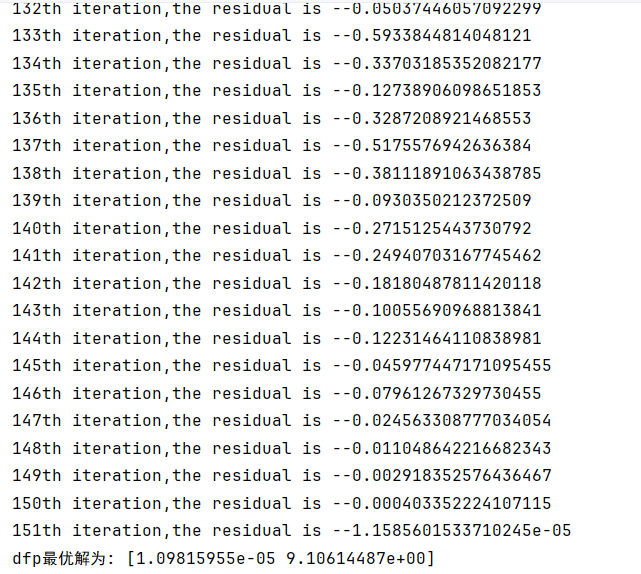 132th iteration,the residual is --0.05037446057092299
133th iteration,the residual is --0.5933844814048121
134th iteration,the residual is --0.33703185352082177
135th iteration,the residual is --0.12738906098651853
136th iteration,the residual is --0.3287208921468553
137th iteration,the residual is --0.5175576942636384
138th iteration,the residual is --0.38111891063438785
139th iteration,the residual is --0.0930350212372509
140th iteration,the residual is --0.2715125443730792
141th iteration,the residual is --0.24940703167745462
142th iteration,the residual is --0.18180487811420118
143th iteration,the residual is --0.10055690968813841
144th iteration,the residual is --0.12231464110838981
145th iteration,the residual is --0.045977447171095455
146th iteration,the residual is --0.07961267329730455
147th iteration,the residual is --0.024563308777034054
148th iteration,the residual is --0.011048642216682343
149th iteration,the residual is --0.002918352576436467
150th iteration,the residual is --0.000403352224107115
151th iteration,the residual is --1.1585601533710245e-05
dfp最优解为: [1.09815955e-05 9.10614487e+00]